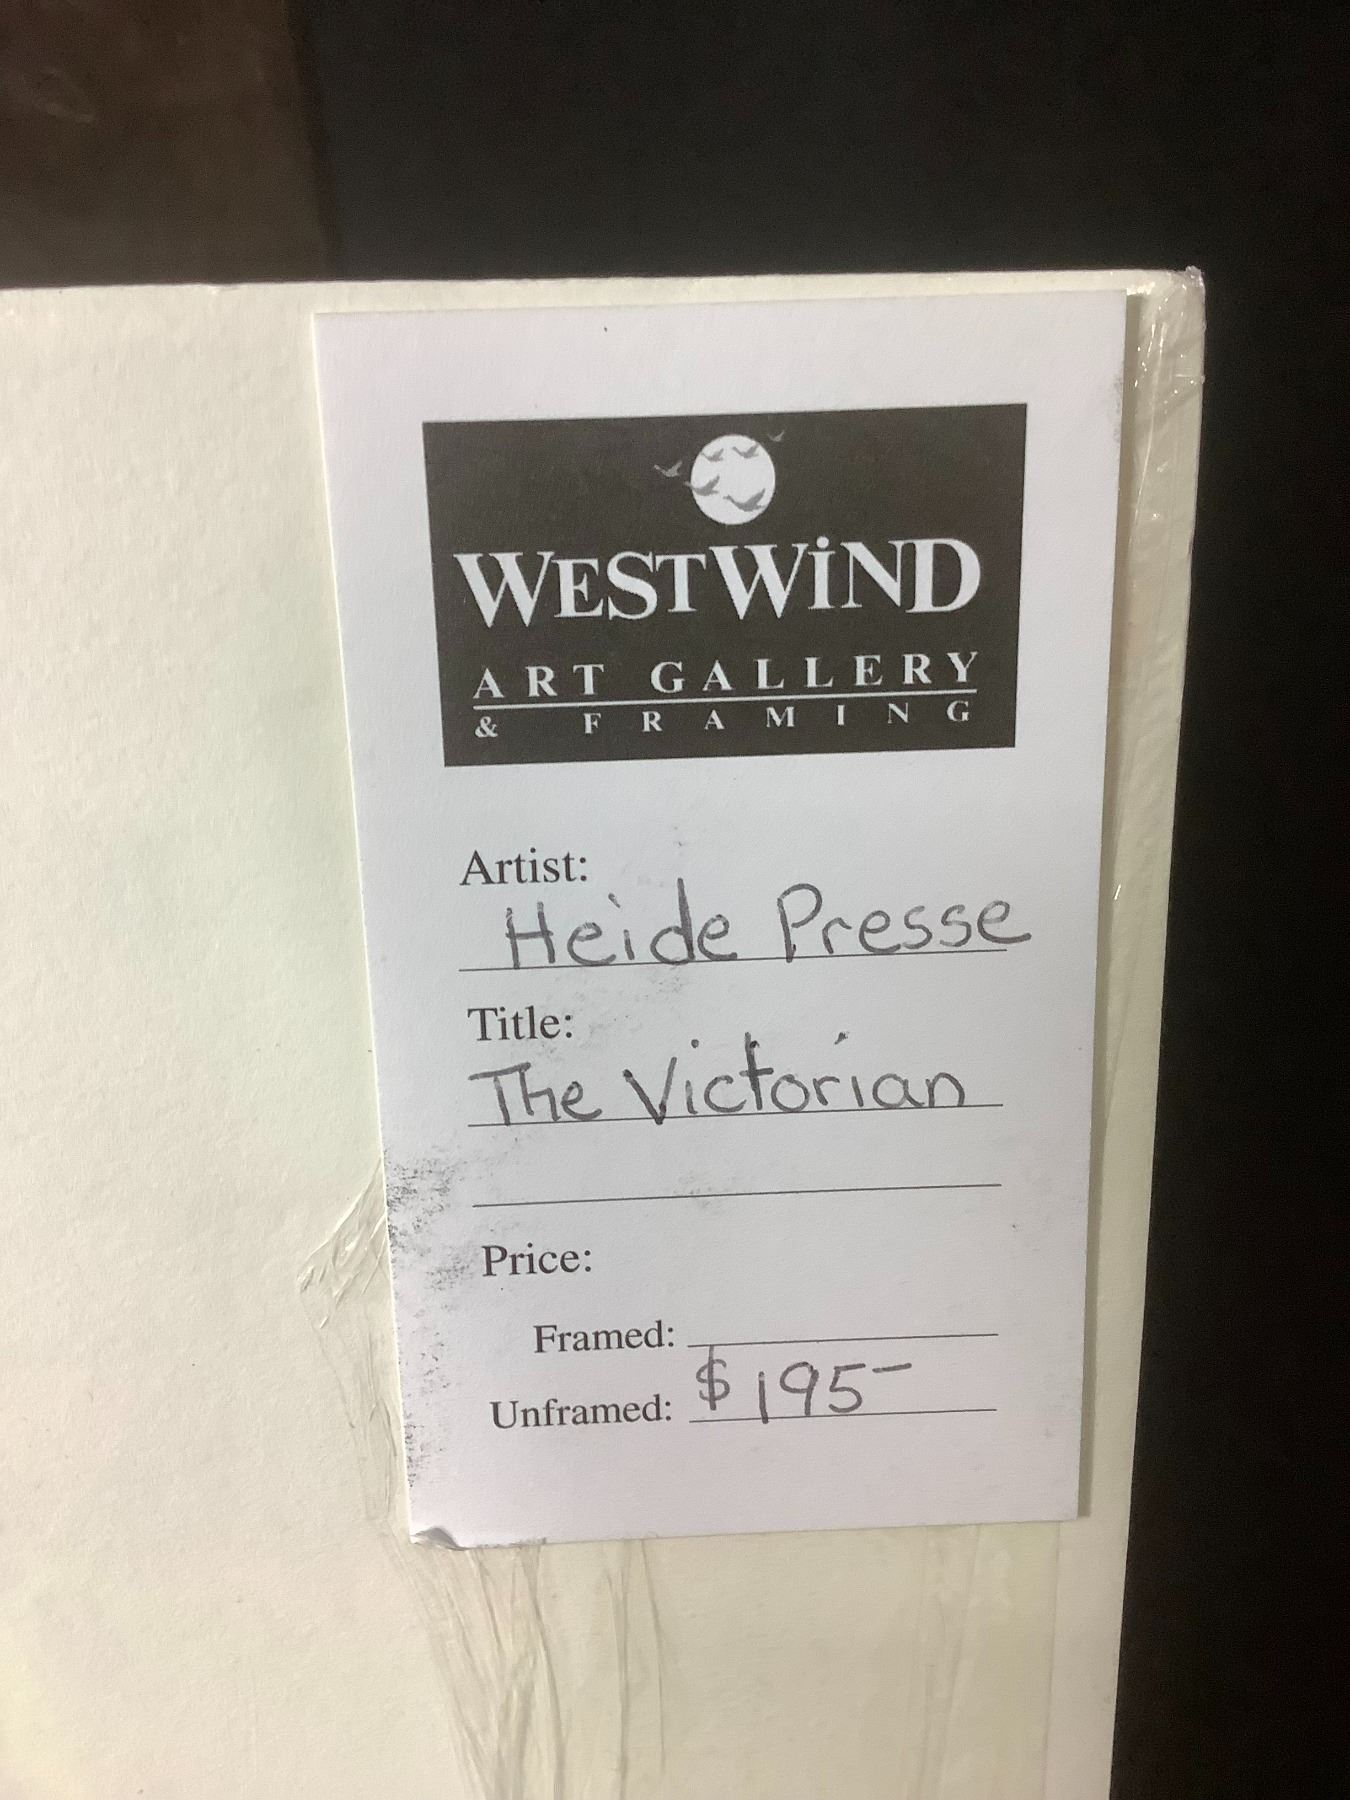 WESTWiND
ART GALLERY
& FRAMING
Artist:
Heide Presse
Title:
The Victorian
Price:
Framed:
Unframed: $195-